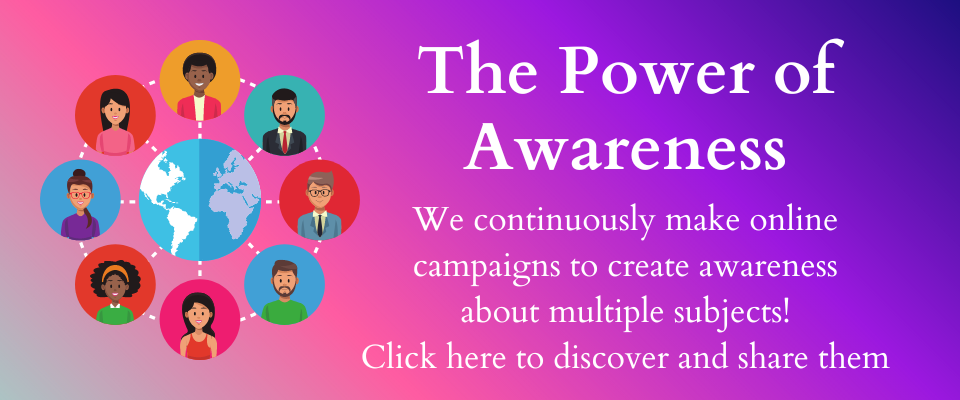 The Power of
Awareness
We continuously make online
campaigns to create awareness
about multiple subjects!
Click here to discover and share them